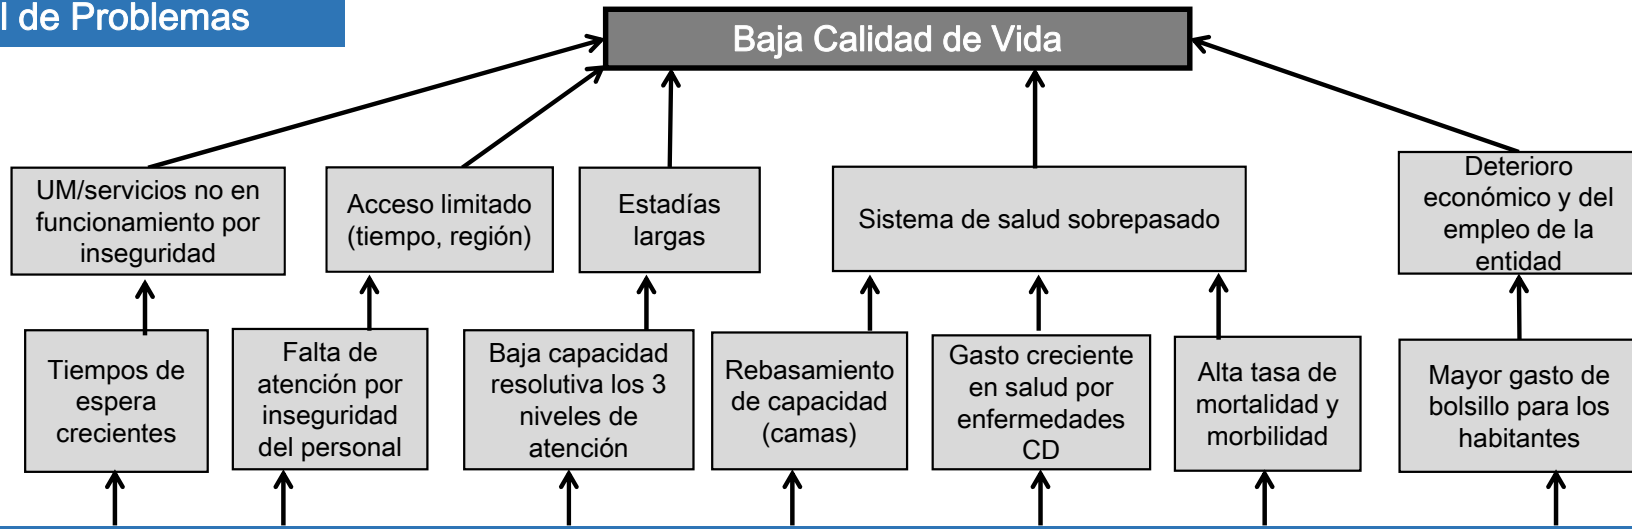 l de Problemas
Baja Calidad de Vida
UM/servicios no en
funcionamiento por
inseguridad
Acceso limitado
(tiempo, región)
Estadías
largas
Sistema de salud sobrepasado
Deterioro
económico y del
empleo de la
entidad
Tiempos de
espera
crecientes
Falta de
atención por
inseguridad
del personal
Baja capacidad
resolutiva los 3
niveles de
atención
Rebasamiento
de capacidad
(camas)
Gasto creciente
en salud por
enfermedades
CD
Alta tasa de
mortalidad y
morbilidad
Mayor gasto de
bolsillo para los
habitantes